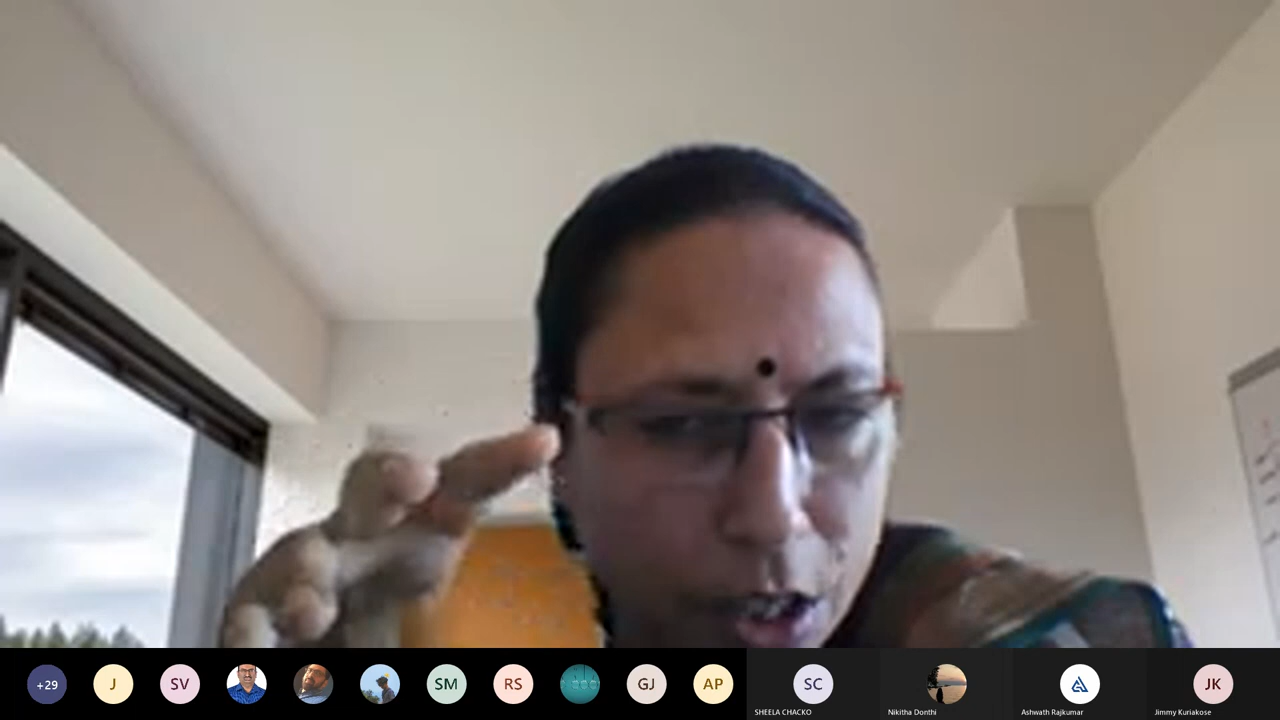 +29
J
SV
SM
RS
GJ
AP
SC
JK
SHEELA CHACKO
Nikitha Donthi
Ashwath Rajkumar
Jimmy Kuriakose